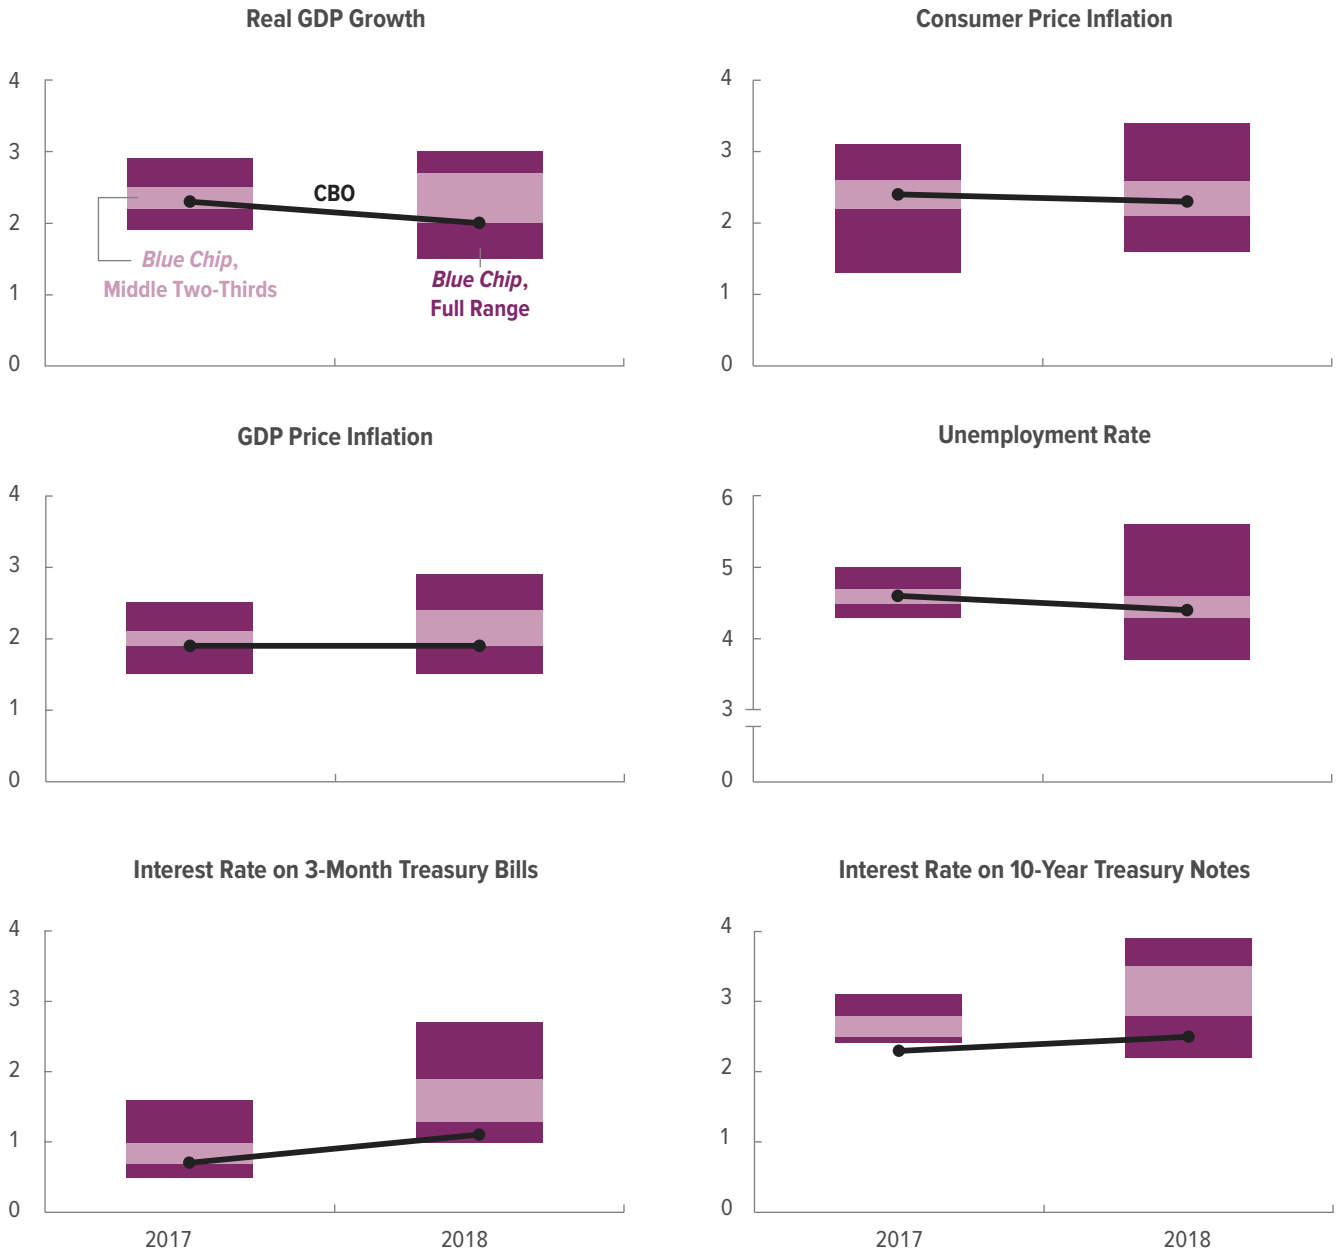 Real GDP Growth
4
3
2
1
0
CBO
Blue Chip,
Middle Two-Thirds
Blue Chip,
Full Range
Consumer Price Inflation
4
3
2
1
0
GDP Price Inflation
4
3
2
1
0
Unemployment Rate
6
5
4
3
0
Interest Rate on 3-Month Treasury Bills
4
3
2
1
0
2017 2018
Interest Rate on 10-Year Treasury Notes
4
3
2
1
0
2017 2018